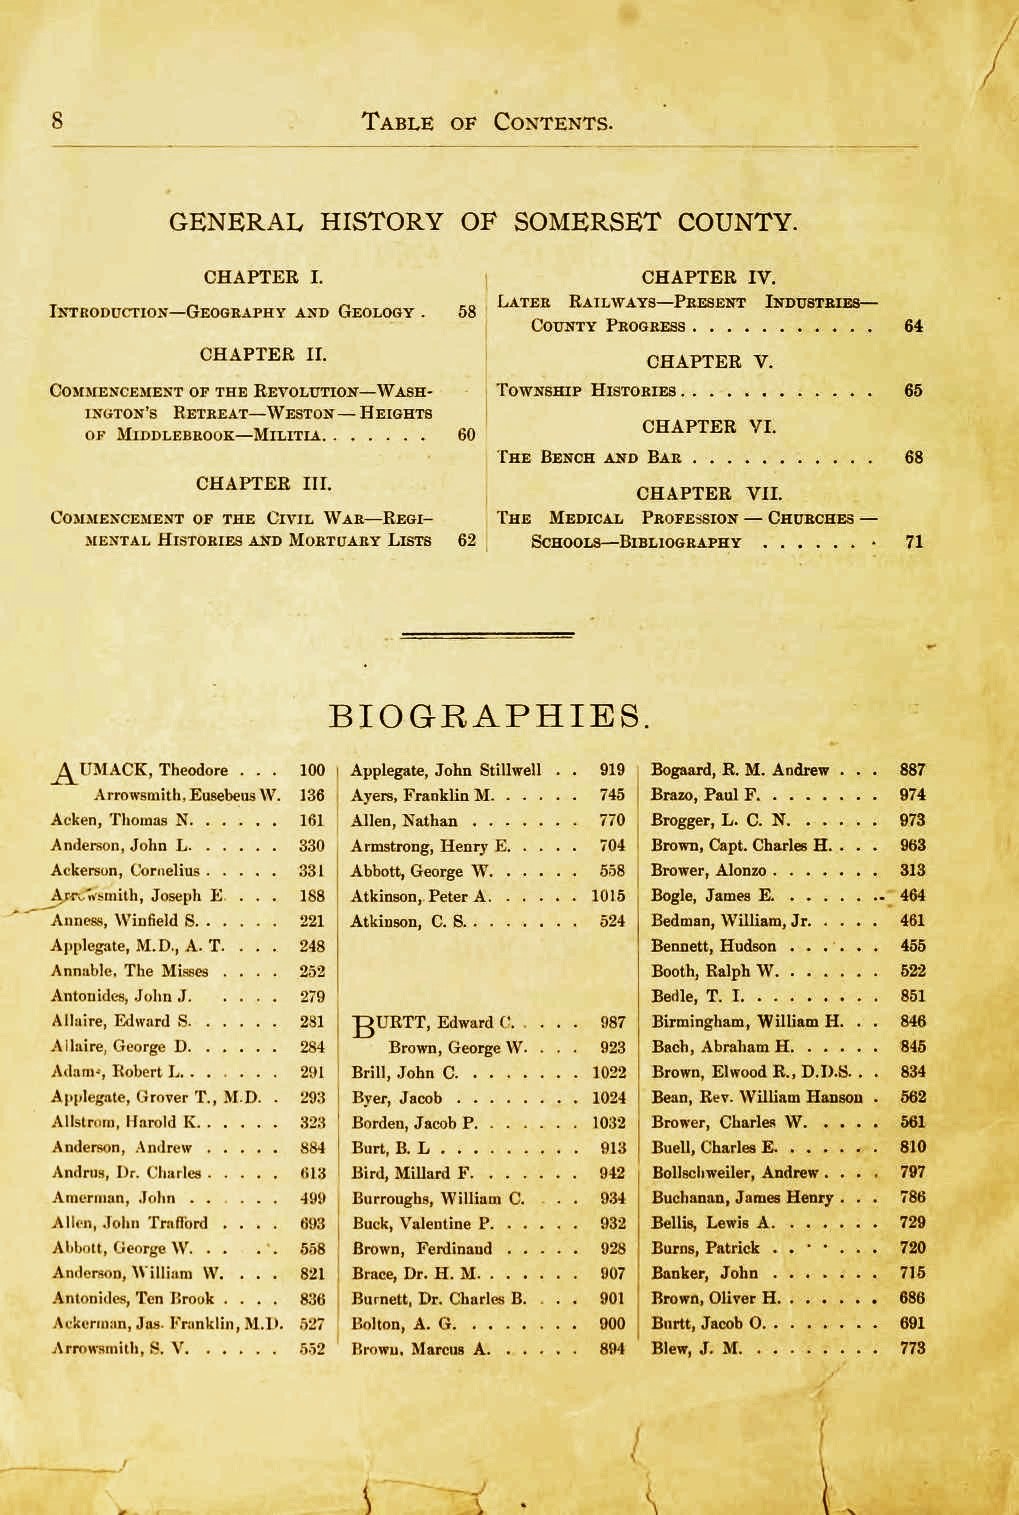 8
TABLE OF CONTENTS.
GENERAL HISTORY OF SOMERSET COUNTY.
CHAPTER I.
INTRODUCTION—GEOGRAPHY AND GEOLOGY . 58
CHAPTER II.
COMMENCEMENT OF THE REVOLUTION—WASH-
INGTON'S RETREAT—WESTON—HEIGHTS
OF MIDDLEBROOK—MILITIA. . . . . . . 60
CHAPTER III.
COMMENCEMENT OF THE CIVIL WAR—REGI-
MENTAL HISTORIES AND MORTUARY LISTS 62
CHAPTER IV.
LATER RAILWAYS—PRESENT INDUSTRIES—
COUNTY PROGRESS . . . . . . . . . . . 64
CHAPTER V.
TOWNSHIP HISTORIES . . . . . . . . . . . . 65
CHAPTER VI.
THE BENCH AND BAR . . . . . . . . . . . 68
CHAPTER VII.
THE MEDICAL PROFESSION — CHURCHES —
SCHOOLS—BIBLIOGRAPHY . . . . . . . 71
BIOGRAPHIES.
AUMACK, Theodore . . . 100
Arrowsmith, Eusebeus W. 136
Acken, Thomas N. . . . . . 161
Anderson, John L. . . . . . 330
Ackerson, Cornelius . . . . . 331
Arrowsmith, Joseph E . . . . 188
Anness, Winfield S. . . . . . 221
Applegate, M.D., A. T. . . . 248
Annable, The Misses . . . . 252
Antonides, John J. . . . . 279
Allaire, Edward S. . . . . . 281
Allaire, George D. . . . . . 284
Adams, Robert L. . . . . . . 291
Applegate, Grover T., M.D. . 293
Allstrom, Harold K. . . . . . 323
Anderson, Andrew . . . . . 884
Andrus, Dr. Charles . . . . . 613
Amerman, John . . . . . . 499
Allen, John Trafford . . . . 693
Abbott, George W. . . . . 558
Anderson, William W. . . . 821
Antonides, Ten Brook . . . . 836
Ackerman, Jas. Franklin, M.D. 527
Arrowsmith, S. V. . . . . . 552
Applegate, John Stillwell . . 919
Ayers, Franklin M. . . . . . 745
Allen, Nathan . . . . . . . 770
Armstrong, Henry E. . . . . 704
Abbott, George W. . . . . . 558
Atkinson, Peter A. . . . . . 1015
Atkinson, C. S. . . . . . . . 524
BURTT, Edward C. . . . . 987
Brown, George W. . . . 923
Brill, John C. . . . . . . . 1022
Byer, Jacob . . . . . . . . 1024
Borden, Jacob P. . . . . . . 1032
Burt, B. L . . . . . . . . . 913
Bird, Millard F. . . . . . . 942
Burroughs, William C. . . . 934
Buck, Valentine P. . . . . . 932
Brown, Ferdinand . . . . . 928
Brace, Dr. H. M. . . . . . . 907
Burnett, Dr. Charles B. . . . 901
Bolton, A. G. . . . . . . . 900
Brown, Marcus A. . . . . . 894
Bogaard, R. M. Andrew . . . 887
Brazo, Paul F. . . . . . . . 974
Brogger, L. C. N. . . . . . 973
Brown, Capt. Charles H. . . . 963
Brower, Alonzo . . . . . . . 313
Bogle, James E. . . . . . . . 464
Bedman, William, Jr. . . . . 461
Bennett, Hudson . . . . . . 455
Booth, Ralph W. . . . . . . 522
Bedle, T. I. . . . . . . . . 851
Birmingham, William H. . . 846
Bach, Abraham H. . . . . . 845
Brown, Elwood R., D.D.S. . . 834
Bean, Rev. William Hanson . 562
Brower, Charles W. . . . . 561
Buell, Charles E. . . . . . . 810
Bollschweiler, Andrew . . . . 797
Buchanan, James Henry . . . 786
Bellis, Lewis A. . . . . . . 729
Burns, Patrick . . . . . . . 720
Banker, John . . . . . . . 715
Brown, Oliver H. . . . . . . 686
Burtt, Jacob O. . . . . . . . 691
Blew, J. M. . . . . . . . . 773